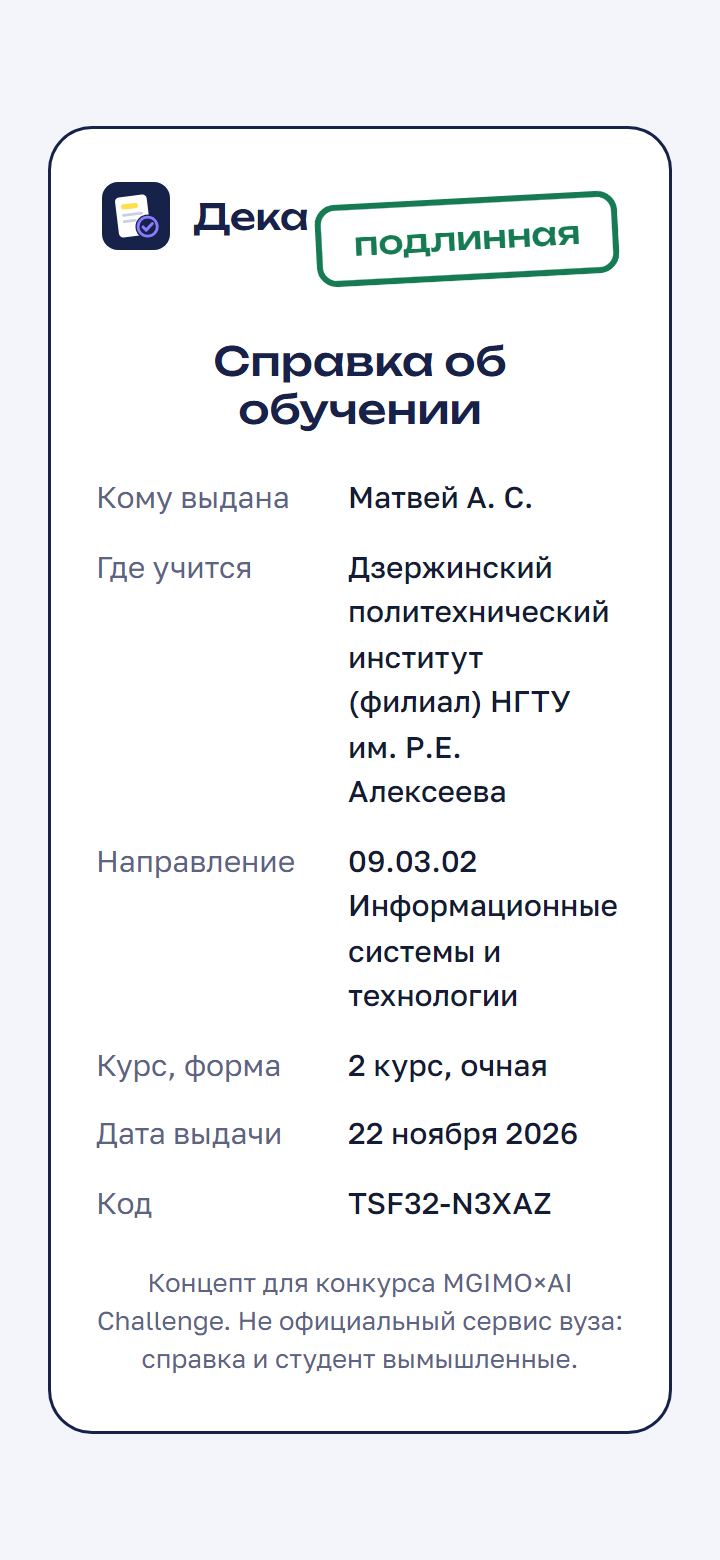 Дека
подлинная
Справка об
обучении
Кому выдана Матвей А. С.
Где учится Дзержинский
политехнический
институт
(филиал) НГТУ
им. Р.Е.
Алексеева
Направление 09.03.02
Информационные
системы и
технологии
Курс, форма 2 курс, очная
Дата выдачи 22 ноября 2026
Код TSF32-N3XAZ
Концепт для конкурса MGIMO×AI
Challenge. Не официальный сервис вуза:
справка и студент вымышленные.